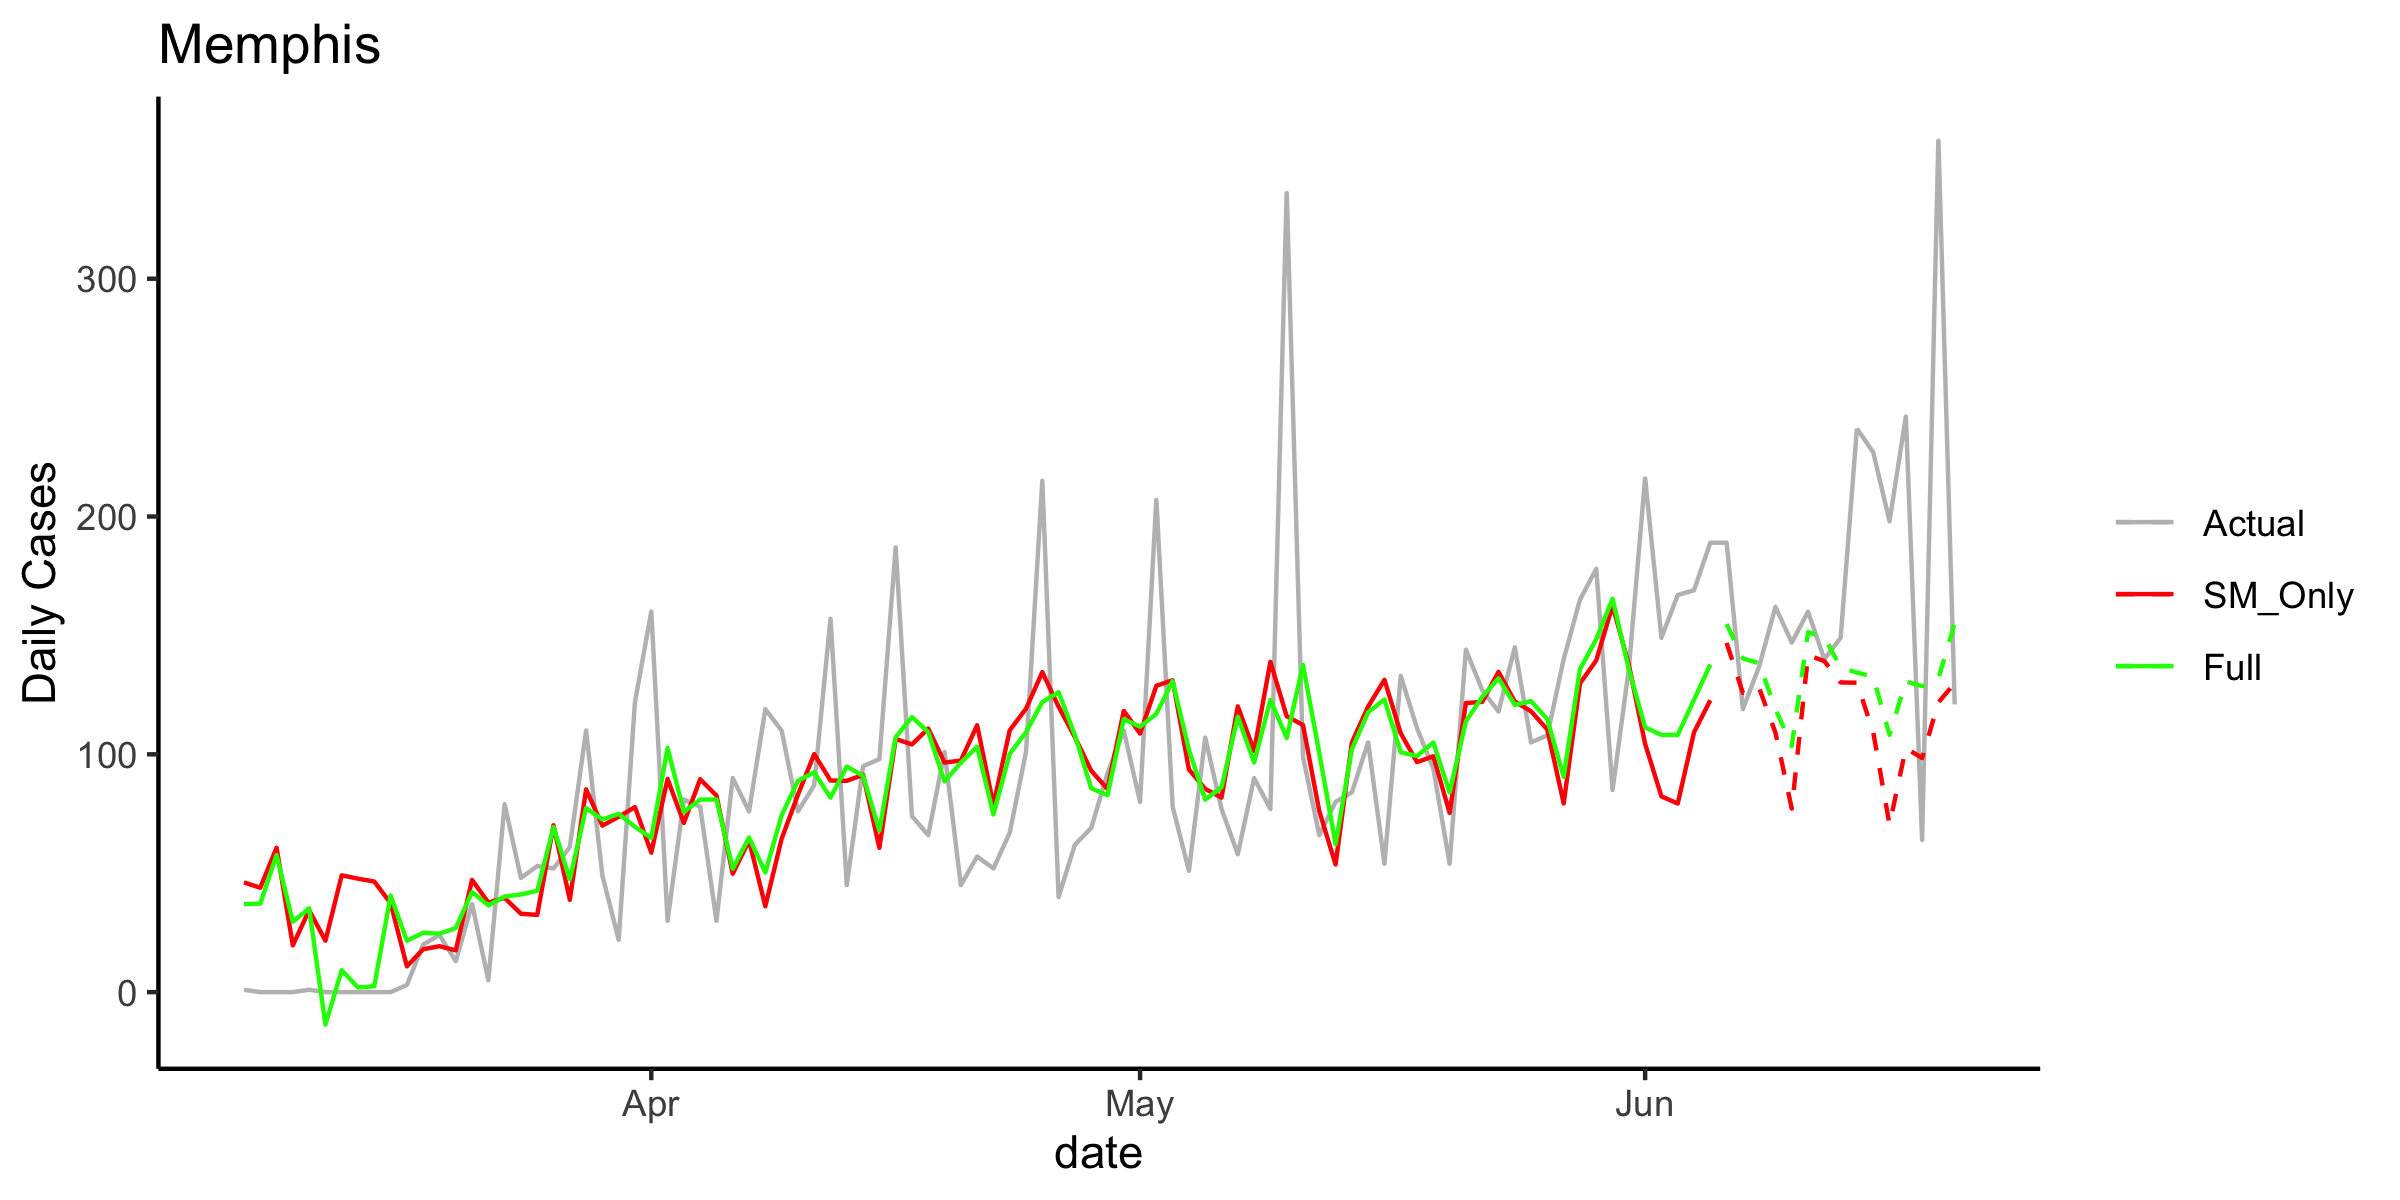 Memphis
Daily Cases
300
200
100
0
Apr
May
Jun
date
Actual
SM_Only
Full